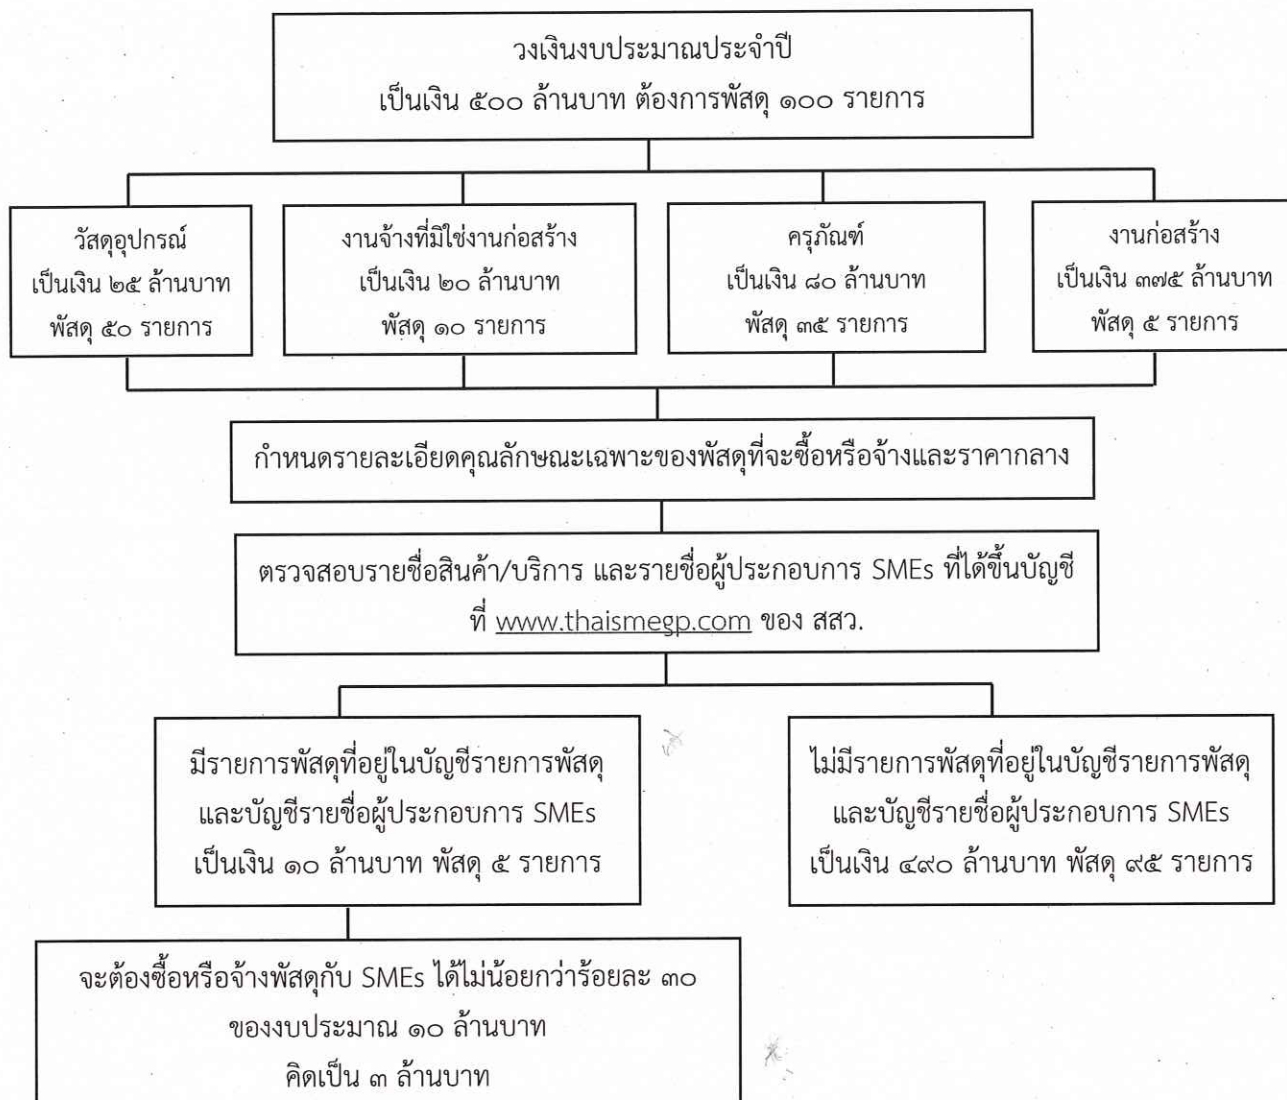 วงเงินงบประมาณประจำปี
เป็นเงิน ๕๐๐ ล้านบาท ต้องการพัสดุ ๑๐๐ รายการ
วัสดุอุปกรณ์
เป็นเงิน ๒๕ ล้านบาท
พัสดุ ๕๐ รายการ
งานจ้างที่มิใช่งานก่อสร้าง
เป็นเงิน ๒๐ ล้านบาท
พัสดุ ๑๐ รายการ
ครุภัณฑ์
เป็นเงิน ๘๐ ล้านบาท
พัสดุ ๓๕ รายการ
งานก่อสร้าง
เป็นเงิน ๓๗๕ ล้านบาท
พัสดุ ๕ รายการ
กำหนดรายละเอียดคุณลักษณะเฉพาะของพัสดุที่จะซื้อหรือจ้างและราคากลาง
ตรวจสอบรายชื่อสินค้า/บริการ และรายชื่อผู้ประกอบการ SMEs ที่ได้ขึ้นบัญชี
ที่ www.thaismegp.com ของ สสว.
มีรายการพัสดุที่อยู่ในบัญชีรายการพัสดุ
และบัญชีรายชื่อผู้ประกอบการ SMEs
เป็นเงิน ๑๐ ล้านบาท พัสดุ ๕ รายการ
ไม่มีรายการพัสดุที่อยู่ในบัญชีรายการพัสดุ
และบัญชีรายชื่อผู้ประกอบการ SMEs
เป็นเงิน ๔๙๐ ล้านบาท พัสดุ ๙๕ รายการ
จะต้องซื้อหรือจ้างพัสดุกับ SMEs ได้ไม่น้อยกว่าร้อยละ ๓๐
ของงบประมาณ ๑๐ ล้านบาท
คิดเป็น ๓ ล้านบาท